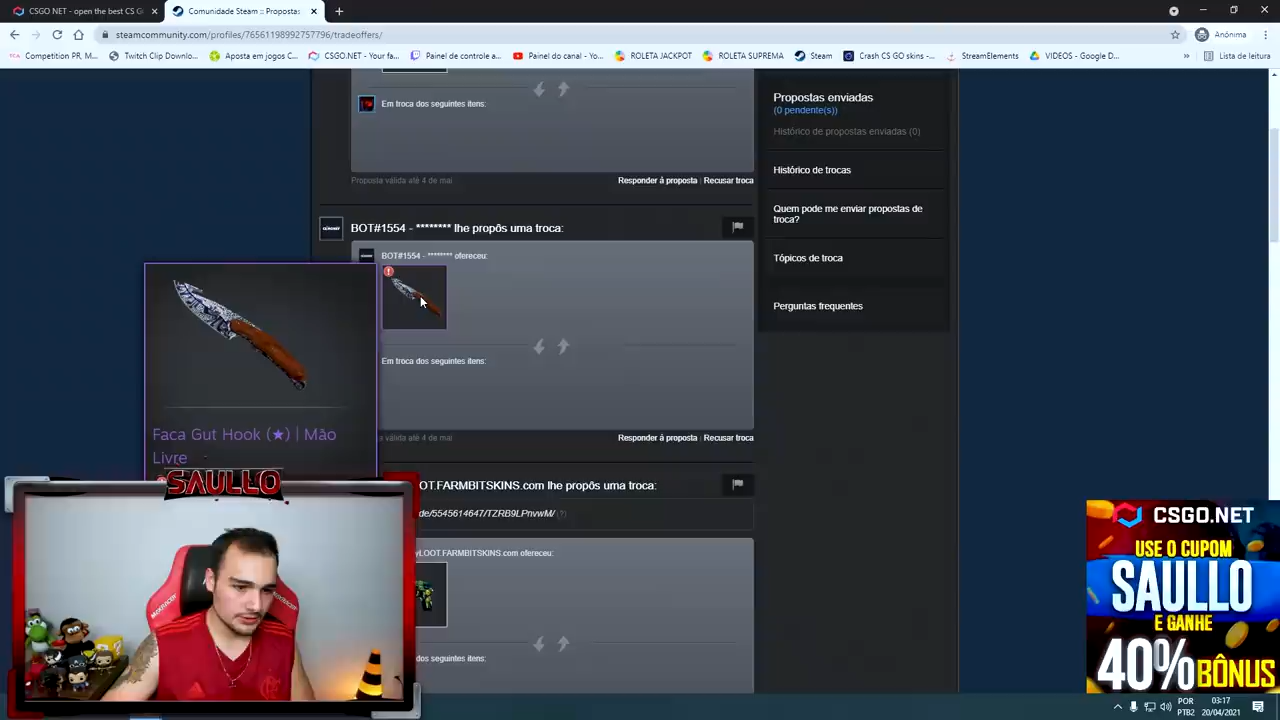 CSGO.NET - open the best CS G
Comunidade Steam :: Proposta
steamcommunity.com/profiles/76561198992757796/tradeoffers/
Anônima
Competition PR, M...
Twitch Clip Downlo...
Aposta em jogos C...
CSGO.NET - Your fa...
Painel de controle a...
Painel do canal - Yo...
ROLETA JACKPOT
ROLETA SUPREMA
Steam
Crash CS GO skins -...
StreamElements
VIDEOS - Google D...
»
Lista de leitura
Em troca dos seguintes itens:
Proposta válida até 4 de mai
Responder à proposta | Recusar troca
BOT#1554 - ******** lhe propôs uma troca:
BOT#1554 - ******** ofereceu:
Em troca dos seguintes itens:
a válida até 4 de mai
Responder à proposta | Recusar troca
Faca Gut Hook (★) | Mão
Livre
OT.FARMBITSKINS.com lhe propôs uma troca:
de/5545614647/TZRB9LPnvwM/ (?)
yLOOT.FARMBITSKINS.com ofereceu:
dos seguintes itens:
Propostas enviadas
(0 pendente(s))
Histórico de propostas enviadas (0)
Histórico de trocas
Quem pode me enviar propostas de
troca?
Tópicos de troca
Perguntas frequentes
SAULLO
CSGO.NET
USE O CUPOM
SAULLO
E GANHE
40% BÔNUS
POR
PTB2
03:17
20/04/2021